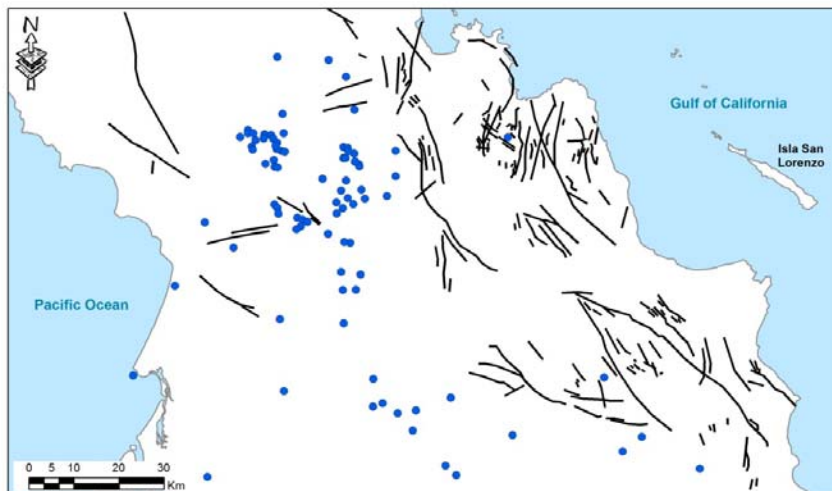 N
Gulf of California
Isla San
Lorenzo
Pacific Ocean
0 5 10 20 30
Km